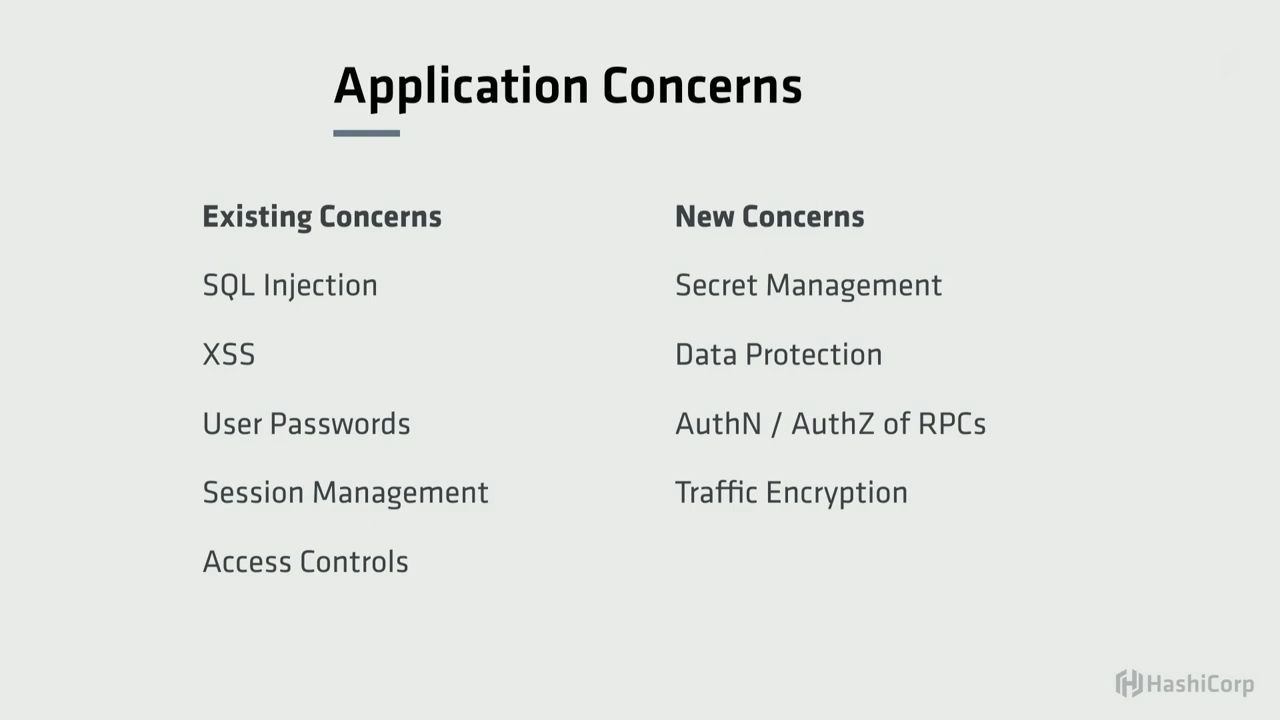 Application Concerns
Existing Concerns
SQL Injection
XSS
User Passwords
Session Management
Access Controls
New Concerns
Secret Management
Data Protection
AuthN / AuthZ of RPCs
Traffic Encryption
HashiCorp